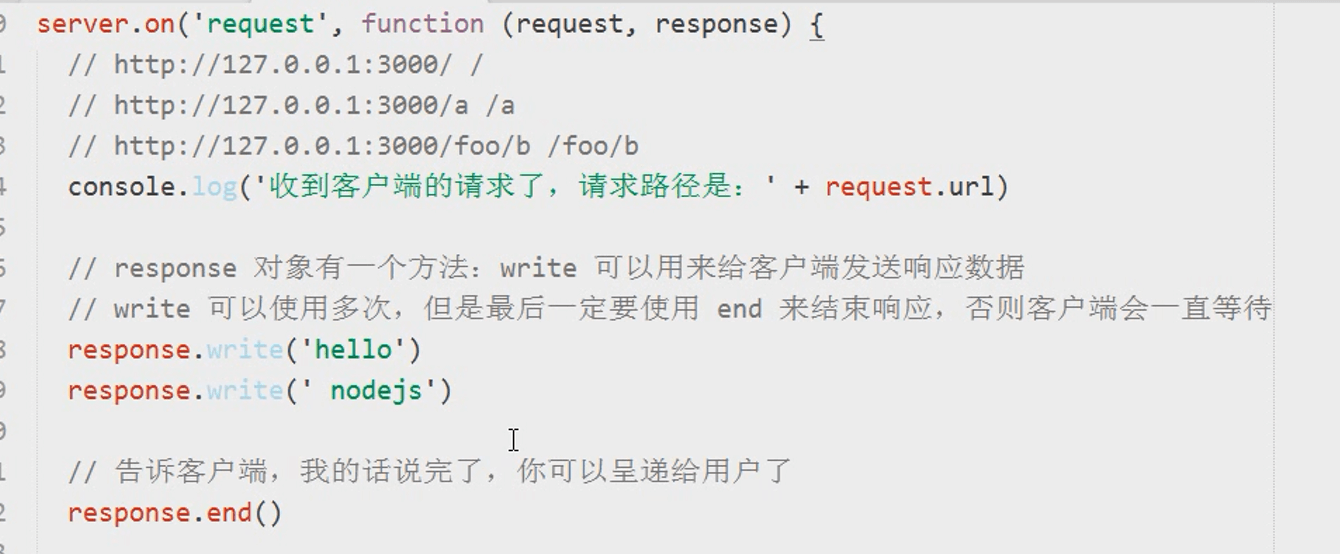 0 server.on('request', function (request, response) {
1 // http://127.0.0.1:3000/ /
2 // http://127.0.0.1:3000/a /a
3 // http://127.0.0.1:3000/foo/b /foo/b
4 console.log('收到客户端的请求了，请求路径是：' + request.url)
5
6 // response 对象有一个方法：write 可以用来给客户端发送响应数据
7 // write 可以使用多次，但是最后一定要使用 end 来结束响应，否则客户端会一直等待
8 response.write('hello')
9 response.write(' nodejs')
0
1 // 告诉客户端，我的话说完了，你可以呈递给用户了
2 response.end()
3